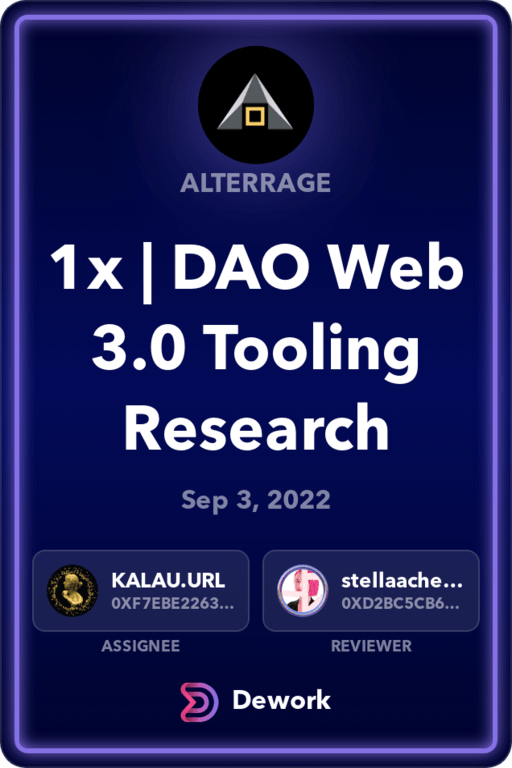 ALTERRAGE
1x | DAO Web
3.0 Tooling
Research
Sep 3, 2022
KALAU.URL
0XF7EBE2263...
ASSIGNEE
stellaache...
0XD2BC5CB6...
REVIEWER
Dework